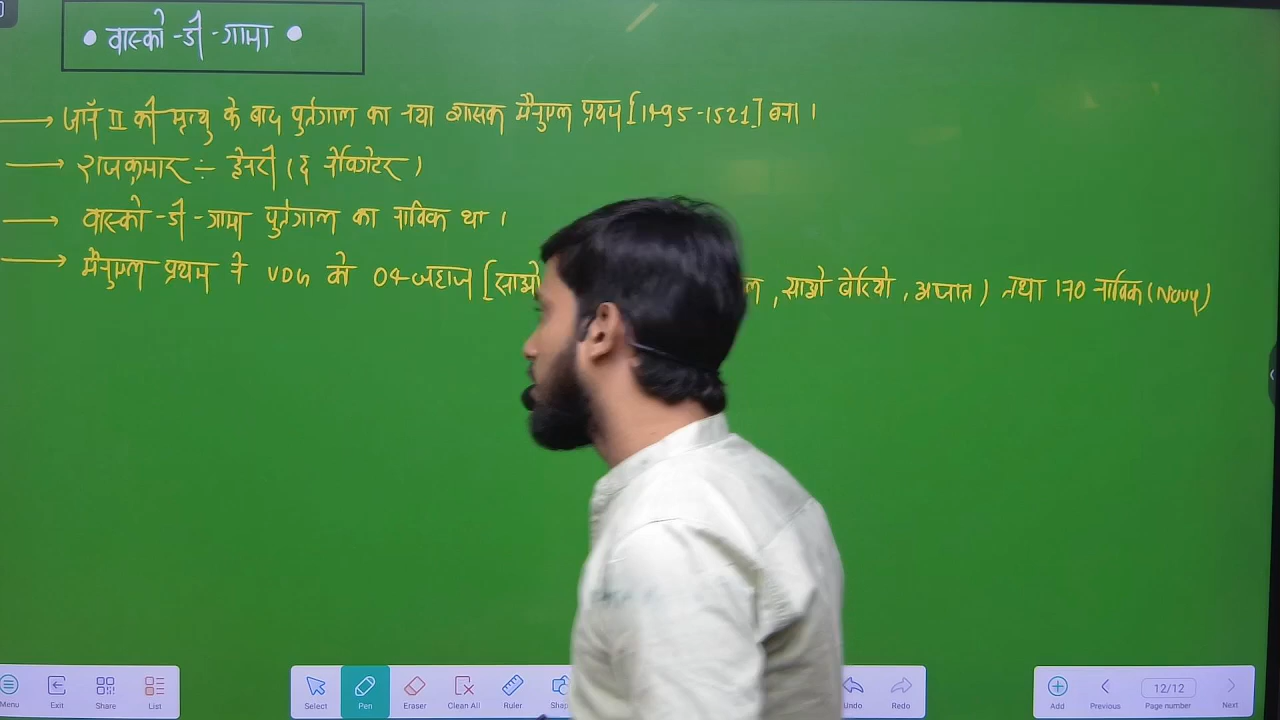 • वास्को-डी-गामा •
→ जॉन II की मृत्यु के बाद पुर्तगाल का नया शासक मैनुएल प्रथम [1495-1521] बना ।
→ राजकुमार ÷ हेनरी ( द नेविगेटर )
→ वास्को-डी-गामा पुर्तगाल का नाविक था ।
→ मैनुएल प्रथम ने VDG को 04-जहाज [साओ , साओ बेरियो , अज्ञात ) तथा 170 नाविक (Navy)
Menu Exit Share List Select Pen Eraser Clean All Ruler Undo Redo Add Previous 12/12 Page number Next